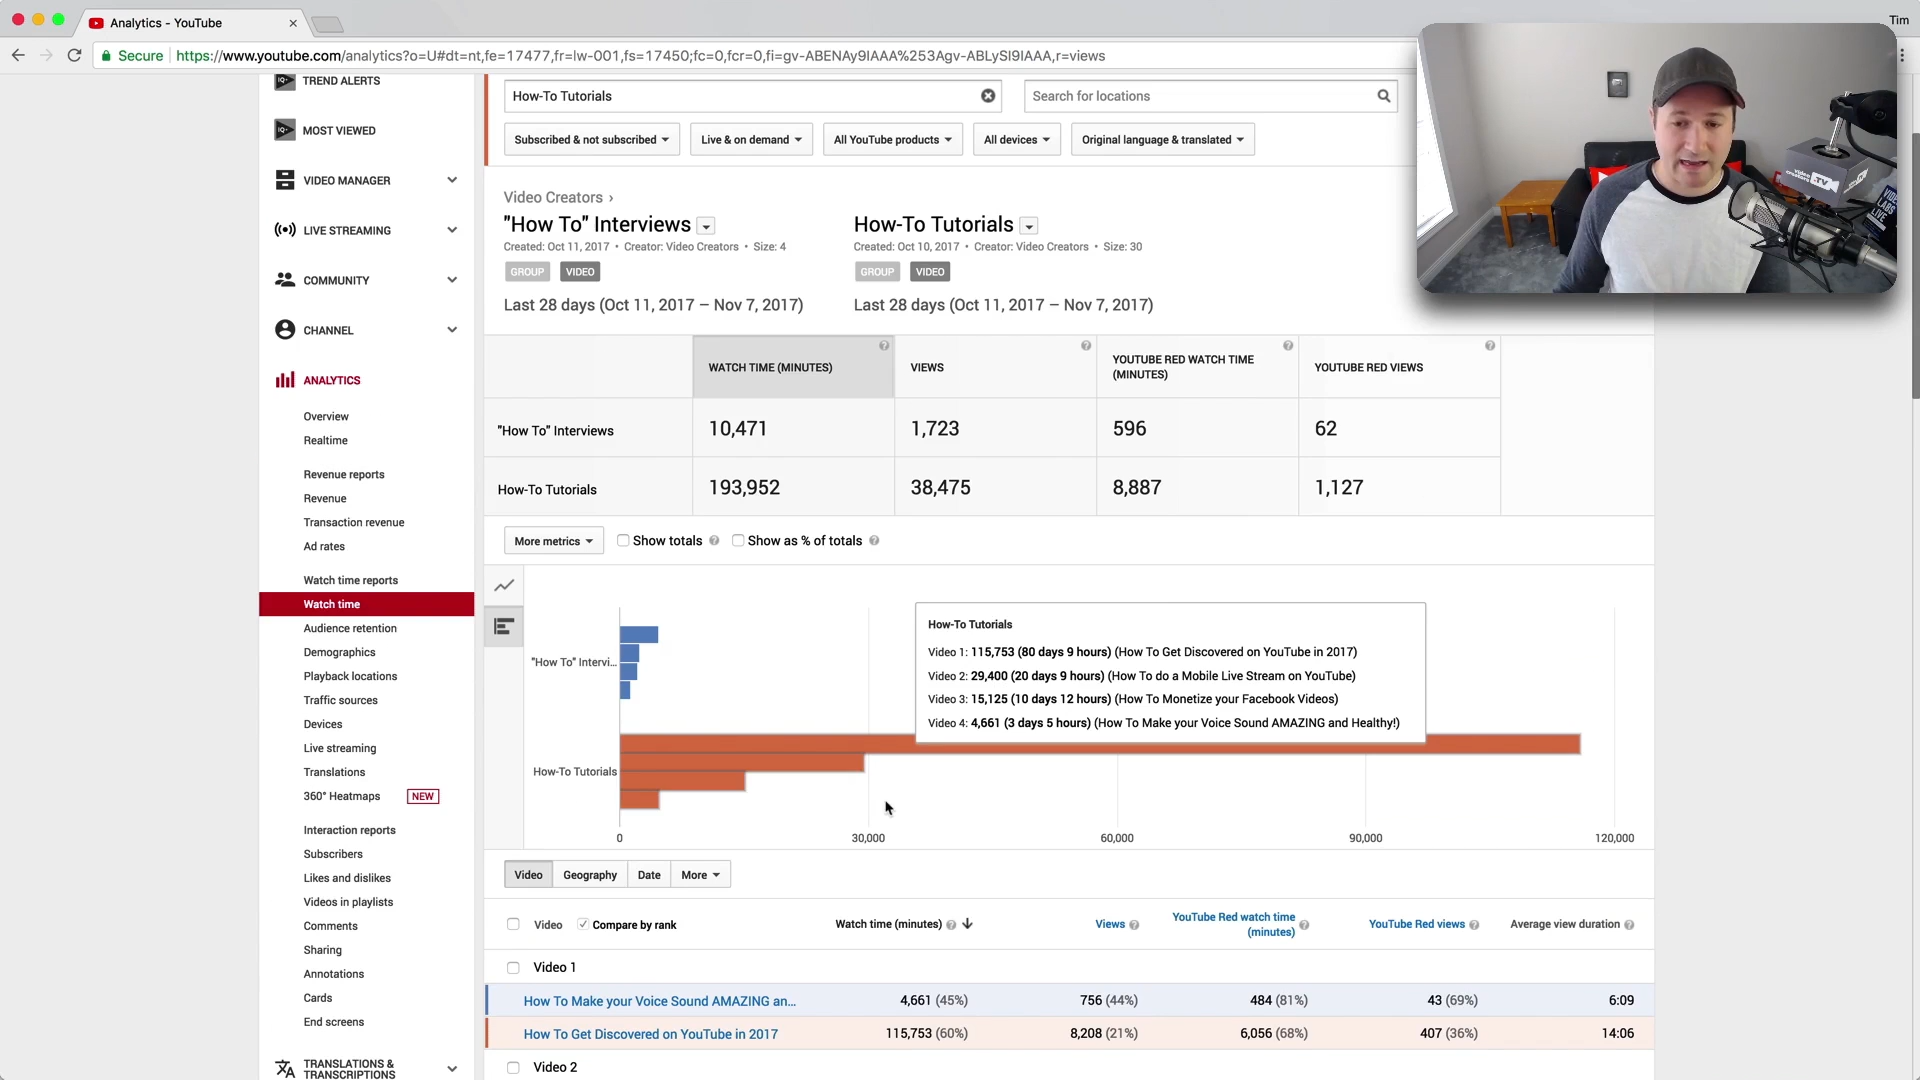 Analytics - YouTube
Tim
Secure
https://www.youtube.com/analytics?o=U#dt=nt,fe=17477,fr=lw-001,fs=17450;fc=0,fcr=0,fi=gv-ABENAy9IAAA%253Agv-ABLySI9IAAA,r=views
TREND ALERTS
MOST VIEWED
VIDEO MANAGER
LIVE STREAMING
COMMUNITY
CHANNEL
ANALYTICS
Overview
Realtime
Revenue reports
Revenue
Transaction revenue
Ad rates
Watch time reports
Watch time
Audience retention
Demographics
Playback locations
Traffic sources
Devices
Live streaming
Translations
360° Heatmaps NEW
Interaction reports
Subscribers
Likes and dislikes
Videos in playlists
Comments
Sharing
Annotations
Cards
End screens
TRANSLATIONS &
TRANSCRIPTIONS
How-To Tutorials
Search for locations
Subscribed & not subscribed
Live & on demand
All YouTube products
All devices
Original language & translated
Video Creators ›
"How To" Interviews
Created: Oct 11, 2017 • Creator: Video Creators • Size: 4
GROUP VIDEO
Last 28 days (Oct 11, 2017 – Nov 7, 2017)
How-To Tutorials
Created: Oct 10, 2017 • Creator: Video Creators • Size: 30
GROUP VIDEO
Last 28 days (Oct 11, 2017 – Nov 7, 2017)
WATCH TIME (MINUTES)
VIEWS
YOUTUBE RED WATCH TIME
(MINUTES)
YOUTUBE RED VIEWS
"How To" Interviews 10,471 1,723 596 62
How-To Tutorials 193,952 38,475 8,887 1,127
More metrics Show totals Show as % of totals
"How To" Intervi...
How-To Tutorials
How-To Tutorials
Video 1: 115,753 (80 days 9 hours) (How To Get Discovered on YouTube in 2017)
Video 2: 29,400 (20 days 9 hours) (How To do a Mobile Live Stream on YouTube)
Video 3: 15,125 (10 days 12 hours) (How To Monetize your Facebook Videos)
Video 4: 4,661 (3 days 5 hours) (How To Make your Voice Sound AMAZING and Healthy!)
0 30,000 60,000 90,000 120,000
Video Geography Date More
Video Compare by rank
Watch time (minutes)
Views
YouTube Red watch time
(minutes)
YouTube Red views
Average view duration
Video 1
How To Make your Voice Sound AMAZING an... 4,661 (45%) 756 (44%) 484 (81%) 43 (69%) 6:09
How To Get Discovered on YouTube in 2017 115,753 (60%) 8,208 (21%) 6,056 (68%) 407 (36%) 14:06
Video 2
video
creators
.TV
VIDEO
LABS
LIVE